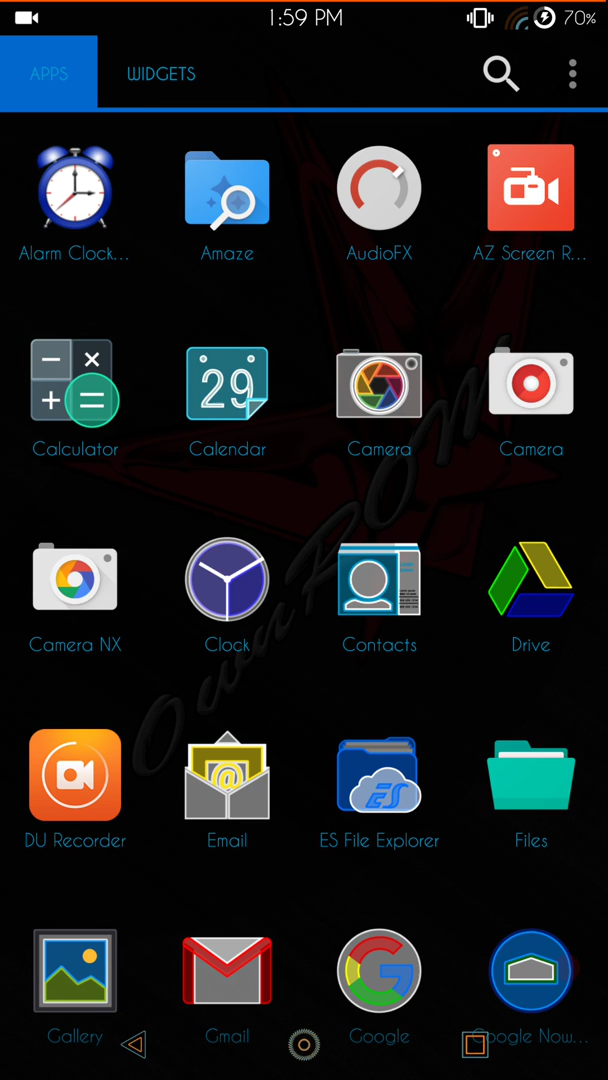 1:59 PM
70%
APPS
WIDGETS
Alarm Clock...
Amaze
AudioFX
AZ Screen R...
Calculator
29
Calendar
Camera
Camera
Camera NX
Clock
Contacts
Drive
OwnROM
DU Recorder
@
Email
ES
ES File Explorer
Files
Gallery
Gmail
G
Google
Google Now...